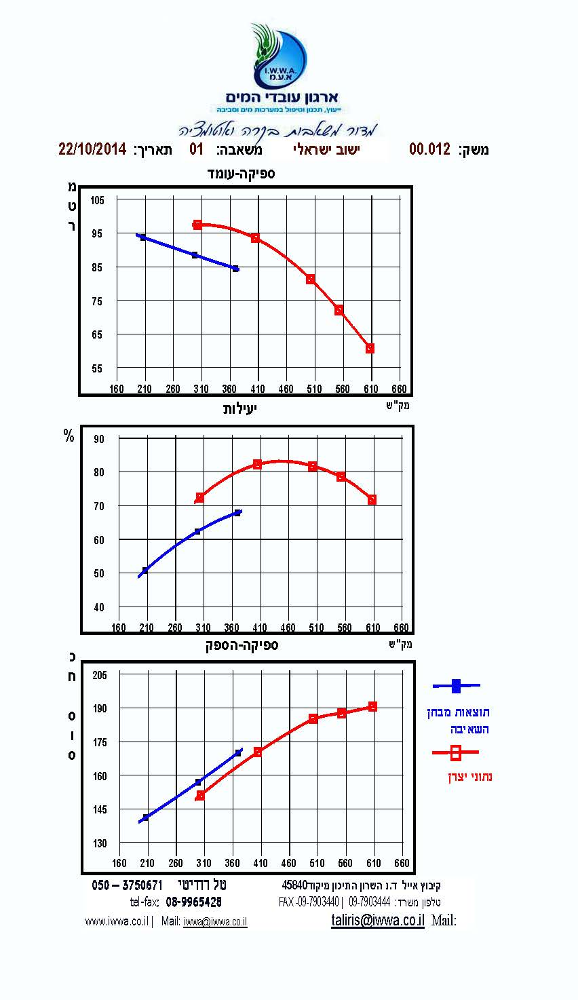 I.W.W.A.
א.ע.מ
ארגון עובדי המים
ייעוץ, תכנון וטיפול במערכות מים וסביבה
מדור משאבות בקרה ואוטומציה
משק: 00.012 ישוב ישראלי משאבה: 01 תאריך: 22/10/2014
ספיקה-עומד
מטר
105
95
85
75
65
55
160 210 260 310 360 410 460 510 560 610 660
מק"ש
יעילות
%
90
80
70
60
50
40
160 210 260 310 360 410 460 510 560 610 660
מק"ש
ספיקה-הספק
כח סוס
205
190
175
160
145
130
160 210 260 310 360 410 460 510 560 610 660
תוצאות מבחן
השאיבה
נתוני יצרן
קיבוץ אייל ד.נ השרון התיכון מיקוד 45840
טלפון משרד: 09-7903444 | FAX-09-7903440
taliris@iwwa.co.il Mail:
טל רודיטי 050 – 3750671
tel-fax: 08-9965428
www.iwwa.co.il | Mail: iwwa@iwwa.co.il